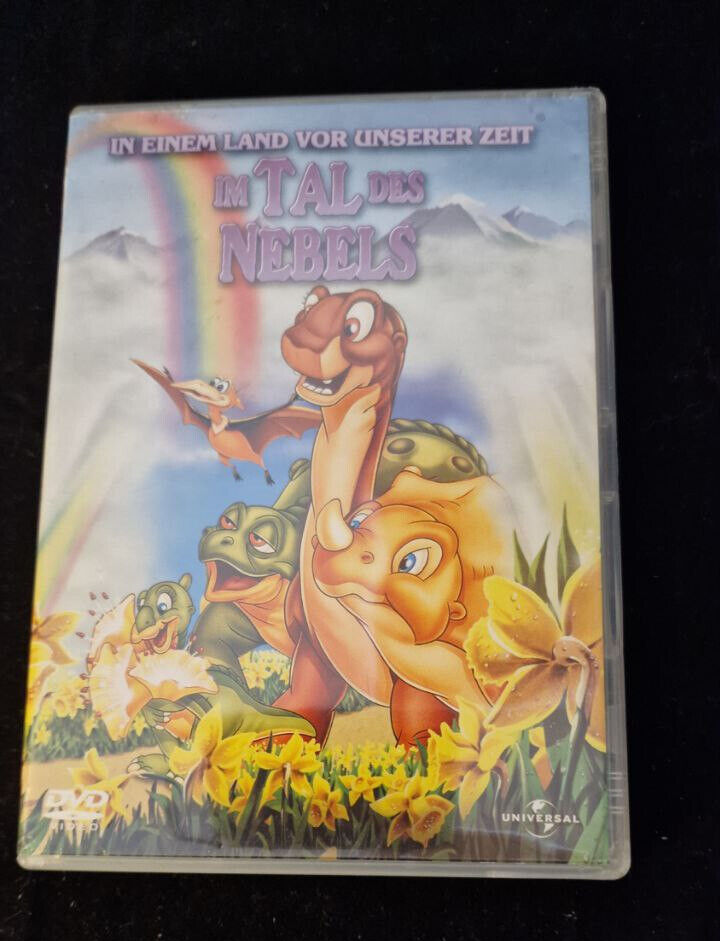 IN EINEM LAND VOR UNSERER ZEIT
IM TAL DES
NEBELS
DVD
VIDEO
UNIVERSAL